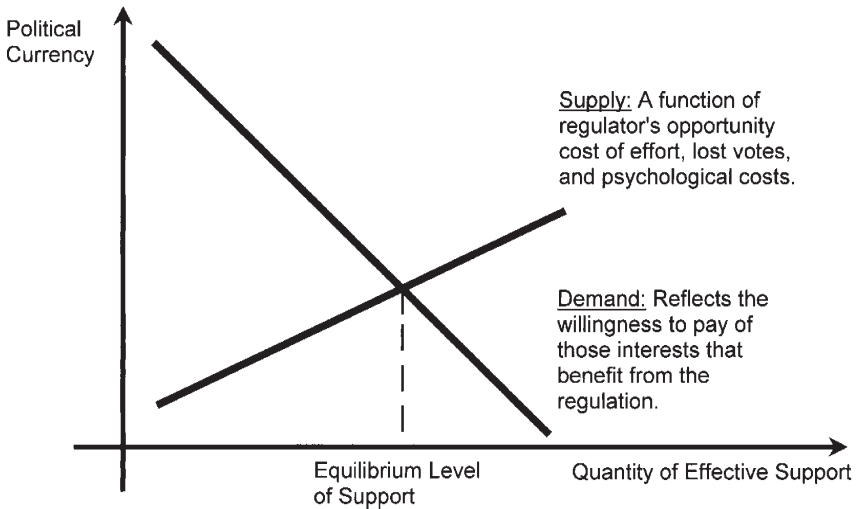 Political
Currency
Supply: A function of
regulator's opportunity
cost of effort, lost votes,
and psychological costs.
Demand: Reflects the
willingness to pay of
those interests that
benefit from the
regulation.
Equilibrium Level
of Support
Quantity of Effective Support